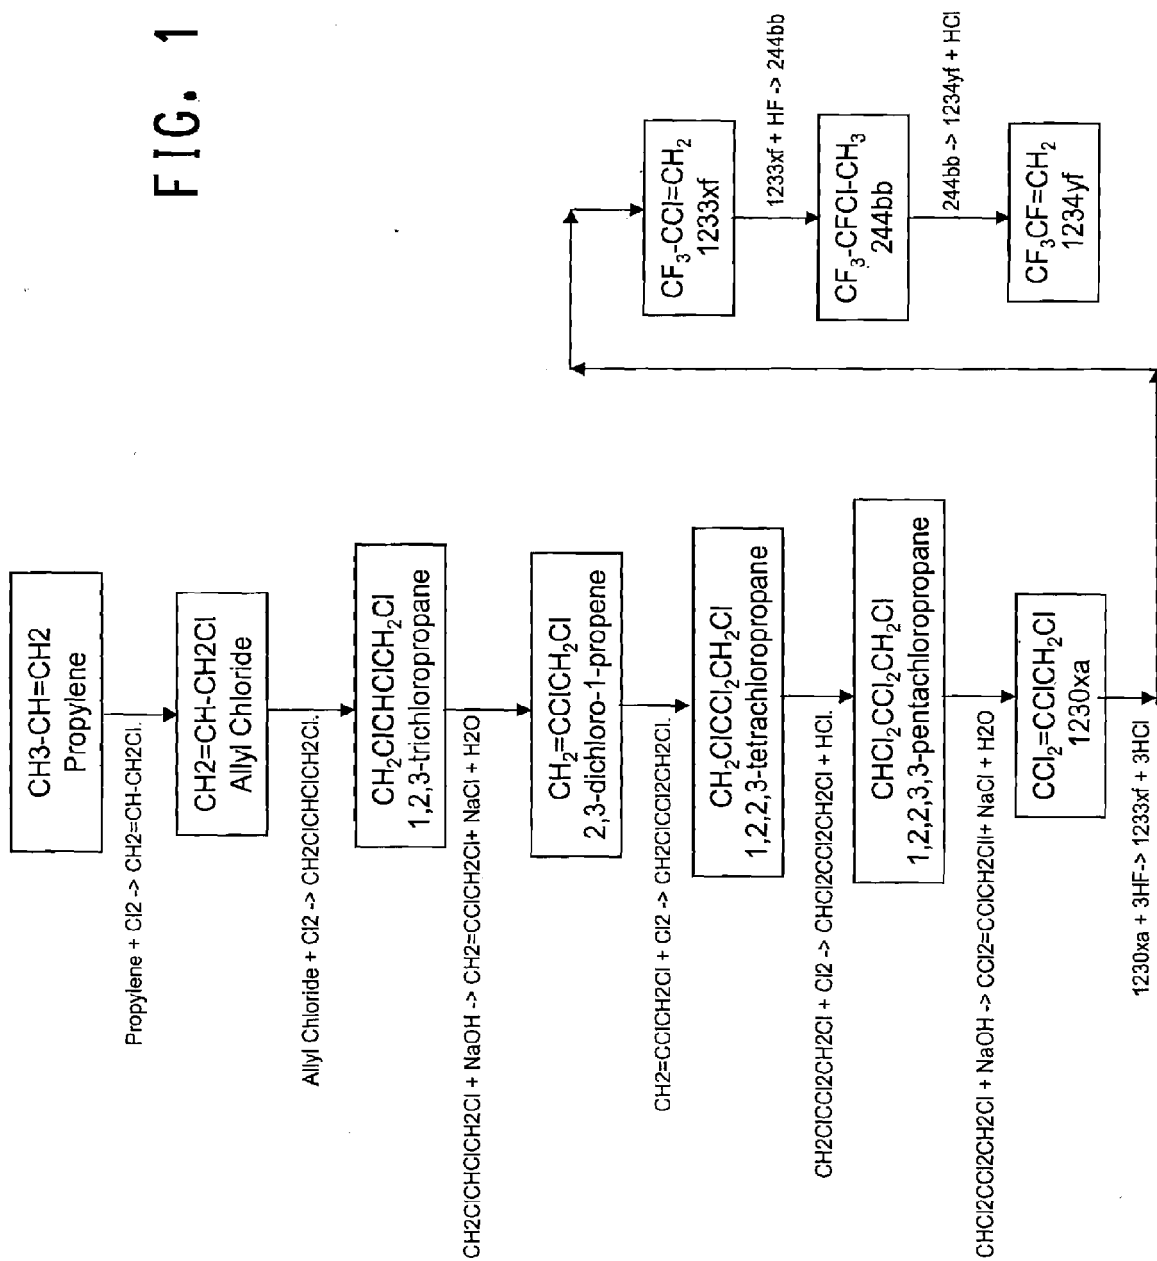 FIG. 1
CH3-CH=CH2
Propylene
Propylene + Cl2 -> CH2=CH-CH2Cl.
CH2=CH-CH2Cl
Allyl Chloride
Allyl Chloride + Cl2 -> CH2ClCHClCH2Cl.
CH₂ClCHClCH₂Cl
1,2,3-trichloropropane
CH2ClCHClCH2Cl + NaOH -> CH2=CClCH2Cl+ NaCl + H2O
CH₂=CClCH₂Cl
2,3-dichloro-1-propene
CH2=CClCH2Cl + Cl2 -> CH2ClCCl2CH2Cl.
CH₂ClCCl₂CH₂Cl
1,2,2,3-tetrachloropropane
CH2ClCCl2CH2Cl + Cl2 -> CHCl2CCl2CH2Cl + HCl.
CHCl₂CCl₂CH₂Cl
1,2,2,3,3-pentachloropropane
CHCl2CCl2CH2Cl + NaOH -> CCl2=CClCH2Cl+ NaCl + H2O
CCl₂=CClCH₂Cl
1230xa
1230xa + 3HF-> 1233xf + 3HCl
CF₃-CCl=CH₂
1233xf
1233xf + HF -> 244bb
CF₃-CFCl-CH₃
244bb
244bb -> 1234yf + HCl
CF₃CF=CH₂
1234yf